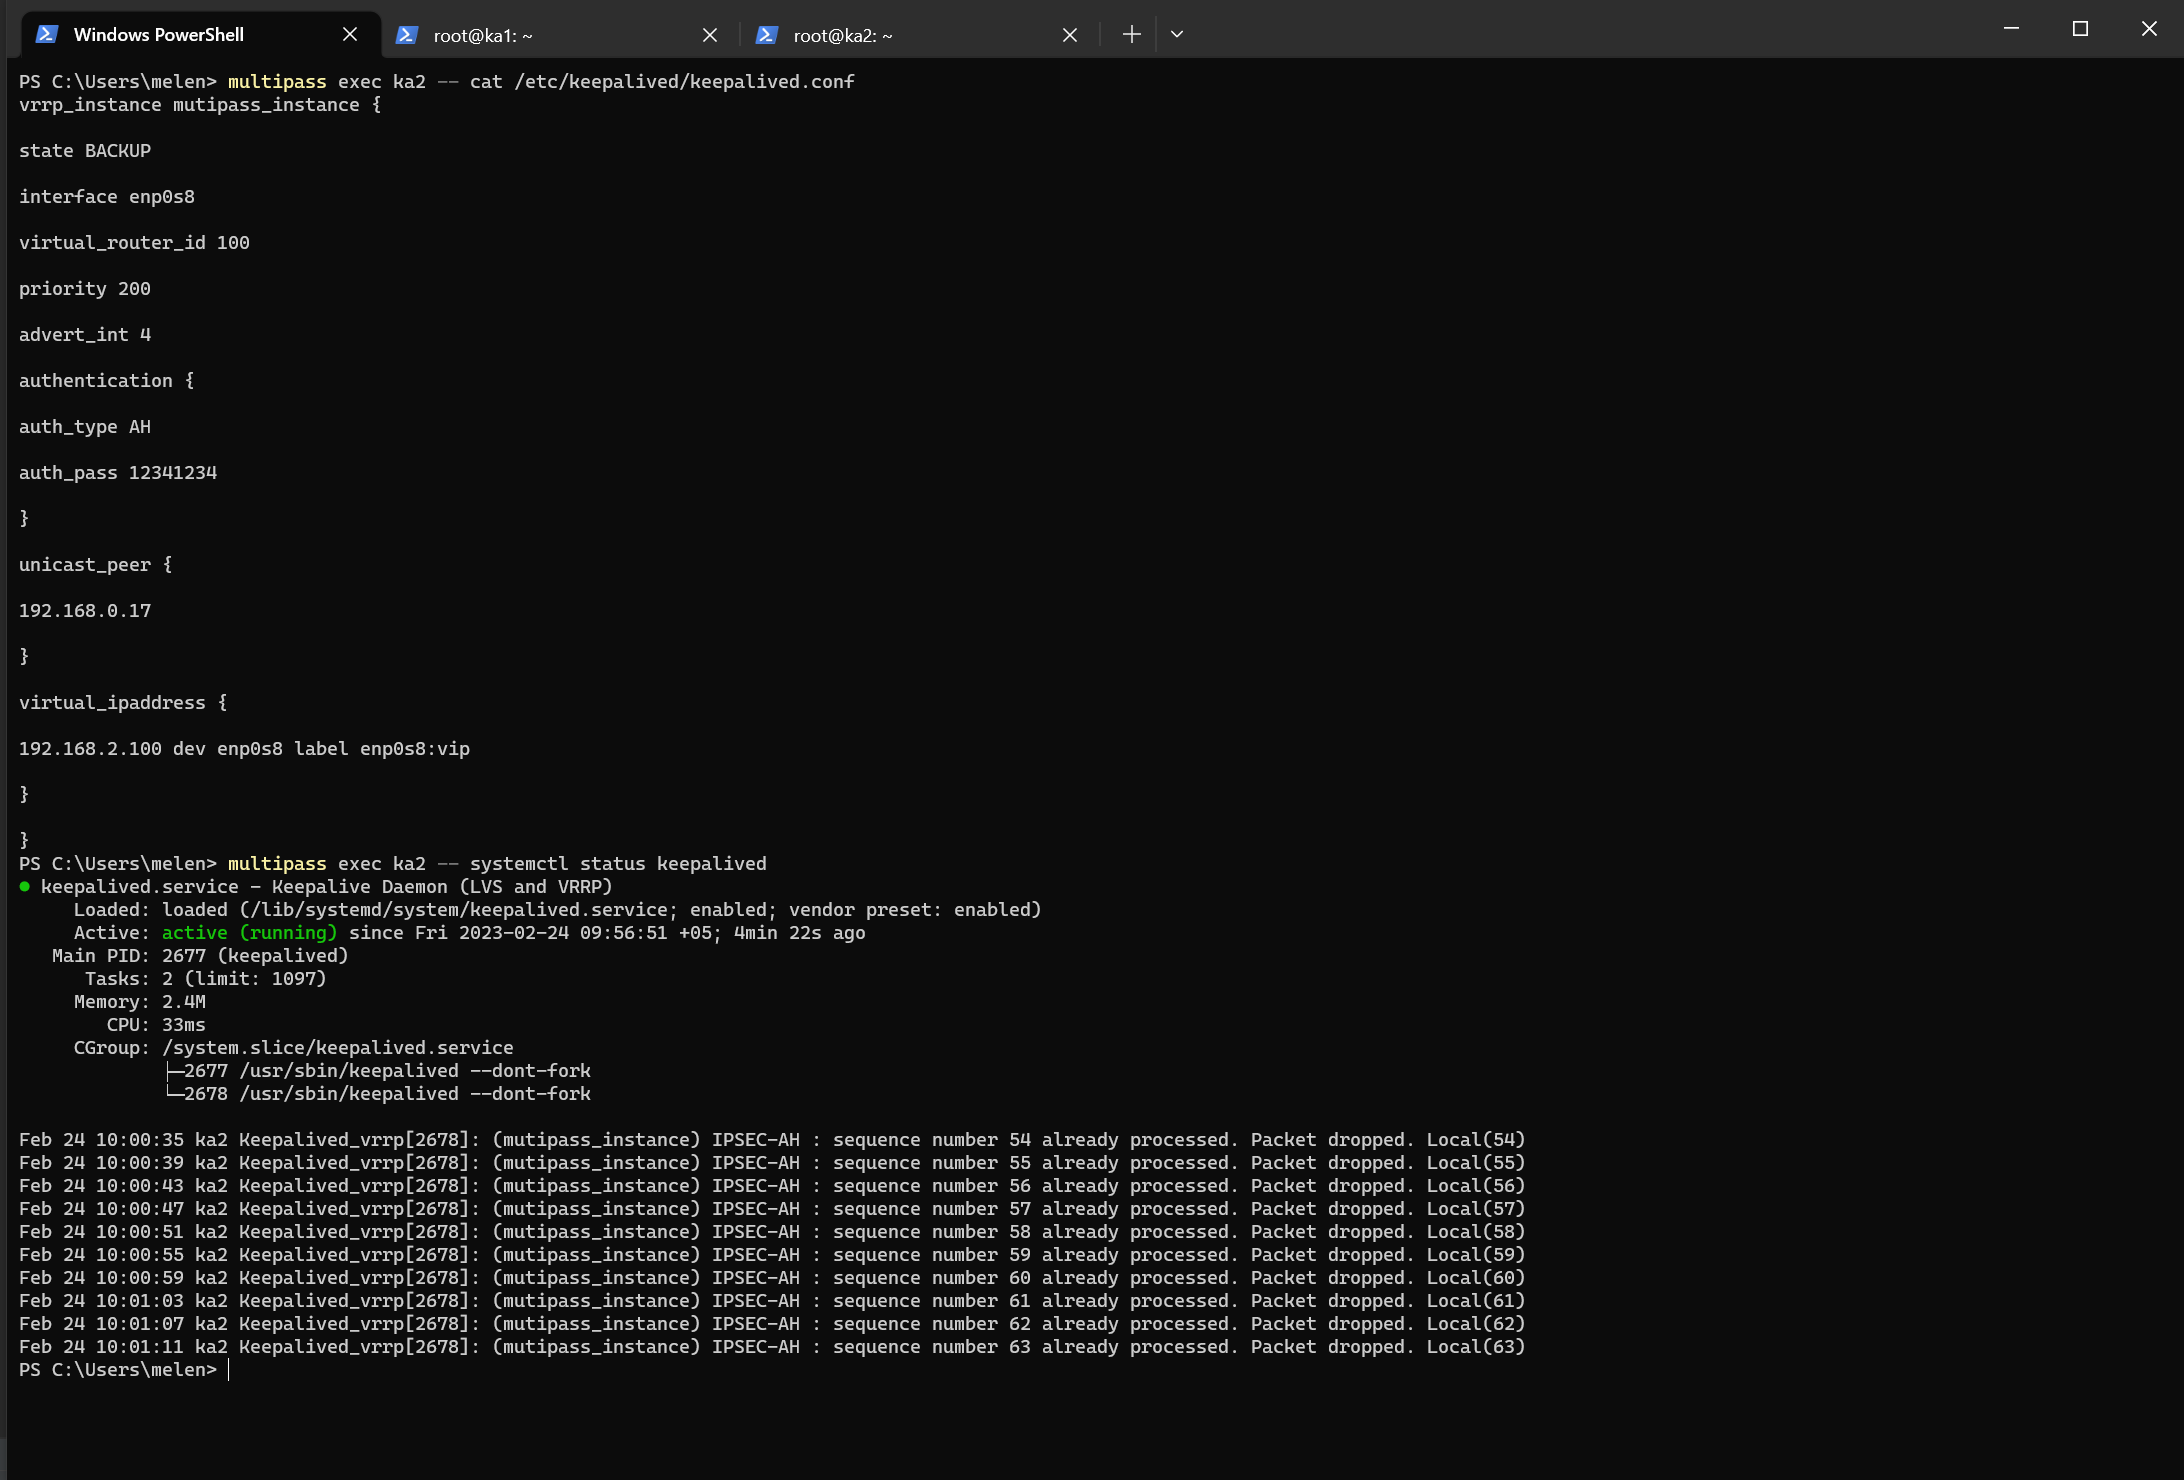 Windows PowerShell
root@ka1: ~
root@ka2: ~
PS C:\Users\melen> multipass exec ka2 -- cat /etc/keepalived/keepalived.conf
vrrp_instance mutipass_instance {
state BACKUP
interface enp0s8
virtual_router_id 100
priority 200
advert_int 4
authentication {
auth_type AH
auth_pass 12341234
}
unicast_peer {
192.168.0.17
}
virtual_ipaddress {
192.168.2.100 dev enp0s8 label enp0s8:vip
}
}
PS C:\Users\melen> multipass exec ka2 -- systemctl status keepalived
● keepalived.service - Keepalive Daemon (LVS and VRRP)
Loaded: loaded (/lib/systemd/system/keepalived.service; enabled; vendor preset: enabled)
Active: active (running) since Fri 2023-02-24 09:56:51 +05; 4min 22s ago
Main PID: 2677 (keepalived)
Tasks: 2 (limit: 1097)
Memory: 2.4M
CPU: 33ms
CGroup: /system.slice/keepalived.service
├─2677 /usr/sbin/keepalived --dont-fork
└─2678 /usr/sbin/keepalived --dont-fork
Feb 24 10:00:35 ka2 Keepalived_vrrp[2678]: (mutipass_instance) IPSEC-AH : sequence number 54 already processed. Packet dropped. Local(54)
Feb 24 10:00:39 ka2 Keepalived_vrrp[2678]: (mutipass_instance) IPSEC-AH : sequence number 55 already processed. Packet dropped. Local(55)
Feb 24 10:00:43 ka2 Keepalived_vrrp[2678]: (mutipass_instance) IPSEC-AH : sequence number 56 already processed. Packet dropped. Local(56)
Feb 24 10:00:47 ka2 Keepalived_vrrp[2678]: (mutipass_instance) IPSEC-AH : sequence number 57 already processed. Packet dropped. Local(57)
Feb 24 10:00:51 ka2 Keepalived_vrrp[2678]: (mutipass_instance) IPSEC-AH : sequence number 58 already processed. Packet dropped. Local(58)
Feb 24 10:00:55 ka2 Keepalived_vrrp[2678]: (mutipass_instance) IPSEC-AH : sequence number 59 already processed. Packet dropped. Local(59)
Feb 24 10:00:59 ka2 Keepalived_vrrp[2678]: (mutipass_instance) IPSEC-AH : sequence number 60 already processed. Packet dropped. Local(60)
Feb 24 10:01:03 ka2 Keepalived_vrrp[2678]: (mutipass_instance) IPSEC-AH : sequence number 61 already processed. Packet dropped. Local(61)
Feb 24 10:01:07 ka2 Keepalived_vrrp[2678]: (mutipass_instance) IPSEC-AH : sequence number 62 already processed. Packet dropped. Local(62)
Feb 24 10:01:11 ka2 Keepalived_vrrp[2678]: (mutipass_instance) IPSEC-AH : sequence number 63 already processed. Packet dropped. Local(63)
PS C:\Users\melen>